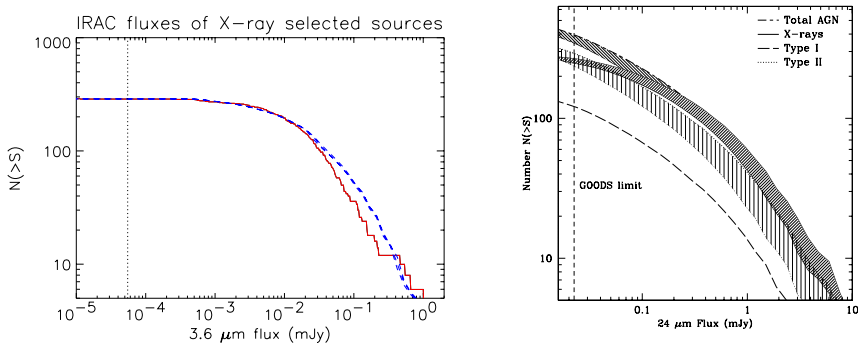 IRAC fluxes of X-ray selected sources
1000
100
10
N(>S)
10^-5
10^-4
10^-3
10^-2
10^-1
10^0
3.6 μm flux (mJy)
Total AGN
X-rays
Type I
Type II
100
10
Number N(>S)
GOODS limit
0.1
1
10
24 μm Flux (mJy)